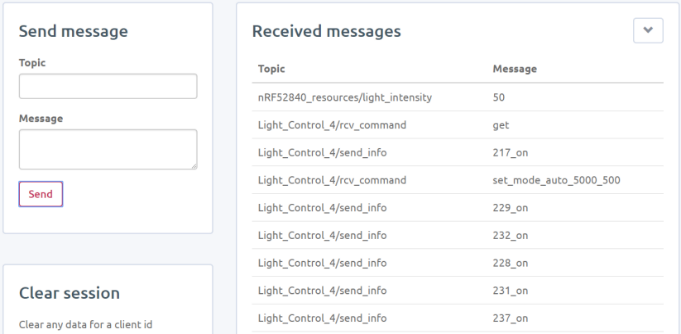 Send message
Topic
Message
Send
Clear session
Clear any data for a client id
Received messages
Topic Message
nRF52840_resources/light_intensity 50
Light_Control_4/rcv_command get
Light_Control_4/send_info 217_on
Light_Control_4/rcv_command set_mode_auto_5000_500
Light_Control_4/send_info 229_on
Light_Control_4/send_info 232_on
Light_Control_4/send_info 228_on
Light_Control_4/send_info 231_on
Light_Control_4/send_info 237_on